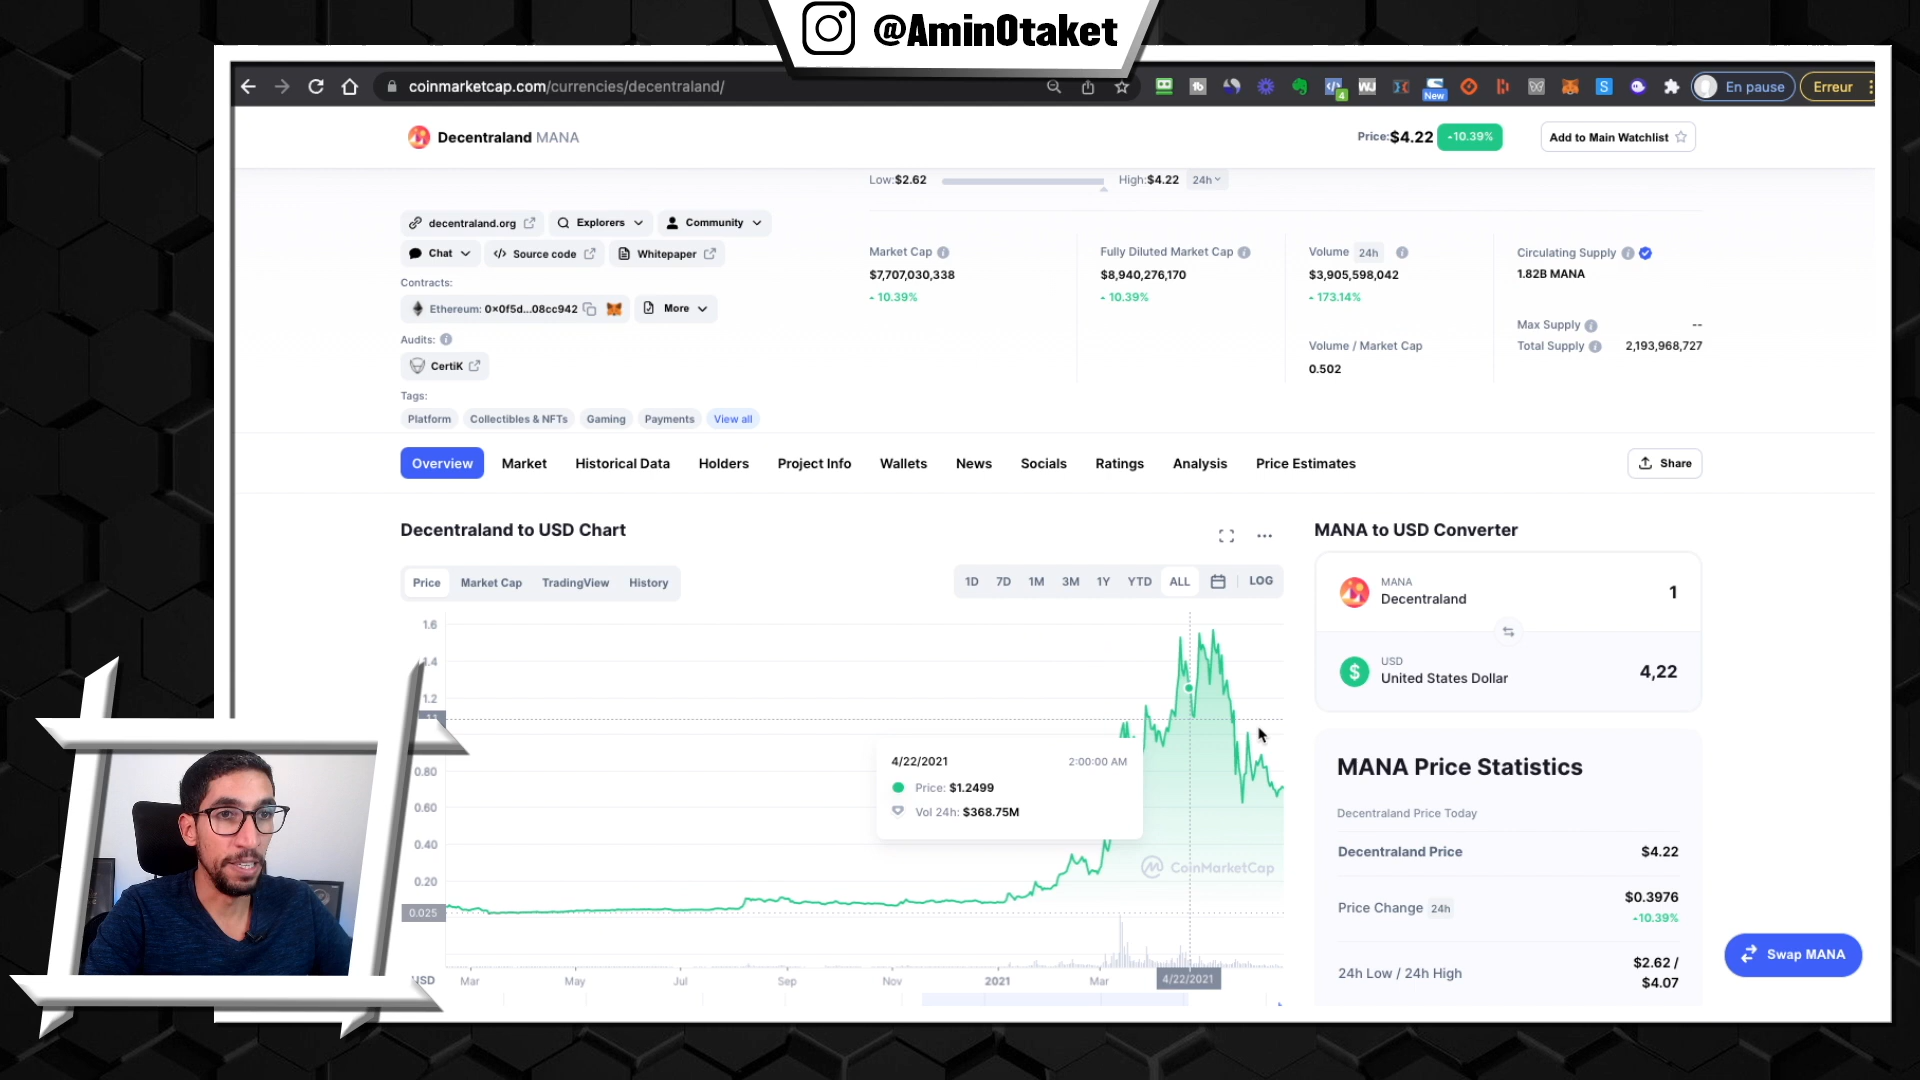 @AminOtaket
coinmarketcap.com/currencies/decentraland/
4
New
En pause
Erreur
Decentraland MANA
Price:$4.22
10.39%
Add to Main Watchlist
Low:$2.62
High:$4.22
24h
decentraland.org
Explorers
Community
Chat
Source code
Whitepaper
Contracts:
Ethereum: 0x0f5d...08cc942
More
Audits:
CertiK
Tags:
Platform
Collectibles & NFTs
Gaming
Payments
View all
Market Cap
$7,707,030,338
10.39%
Fully Diluted Market Cap
$8,940,276,170
10.39%
Volume 24h
$3,905,598,042
173.14%
Volume / Market Cap
0.502
Circulating Supply
1.82B MANA
Max Supply --
Total Supply 2,193,968,727
Overview
Market
Historical Data
Holders
Project Info
Wallets
News
Socials
Ratings
Analysis
Price Estimates
Share
Decentraland to USD Chart
Price
Market Cap
TradingView
History
1D
7D
1M
3M
1Y
YTD
ALL
LOG
1.6
1.4
1.2
0.80
0.60
0.40
0.20
0.025
4/22/2021 2:00:00 AM
Price: $1.2499
Vol 24h: $368.75M
CoinMarketCap
USD
Mar
May
Jul
Sep
Nov
2021
Mar
4/22/2021
MANA to USD Converter
MANA
Decentraland
1
USD
United States Dollar
4,22
MANA Price Statistics
Decentraland Price Today
Decentraland Price $4.22
Price Change 24h
$0.3976
10.39%
24h Low / 24h High
$2.62 /
$4.07
Swap MANA